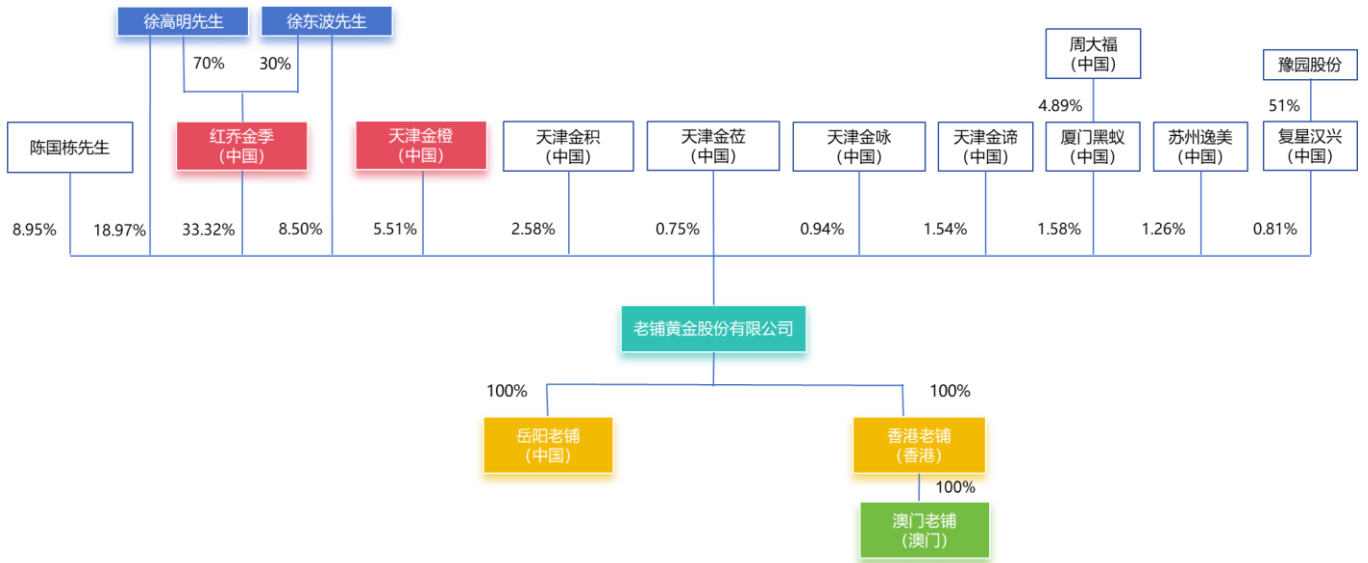 徐高明先生
徐东波先生
70%
30%
周大福
（中国）
豫园股份
4.89%
51%
陈国栋先生
红乔金季
（中国）
天津金橙
（中国）
天津金积
（中国）
天津金莅
（中国）
天津金咏
（中国）
天津金谛
（中国）
厦门黑蚁
（中国）
苏州逸美
（中国）
复星汉兴
（中国）
8.95%
18.97%
33.32%
8.50%
5.51%
2.58%
0.75%
0.94%
1.54%
1.58%
1.26%
0.81%
老铺黄金股份有限公司
100%
100%
岳阳老铺
（中国）
香港老铺
（香港）
100%
澳门老铺
（澳门）